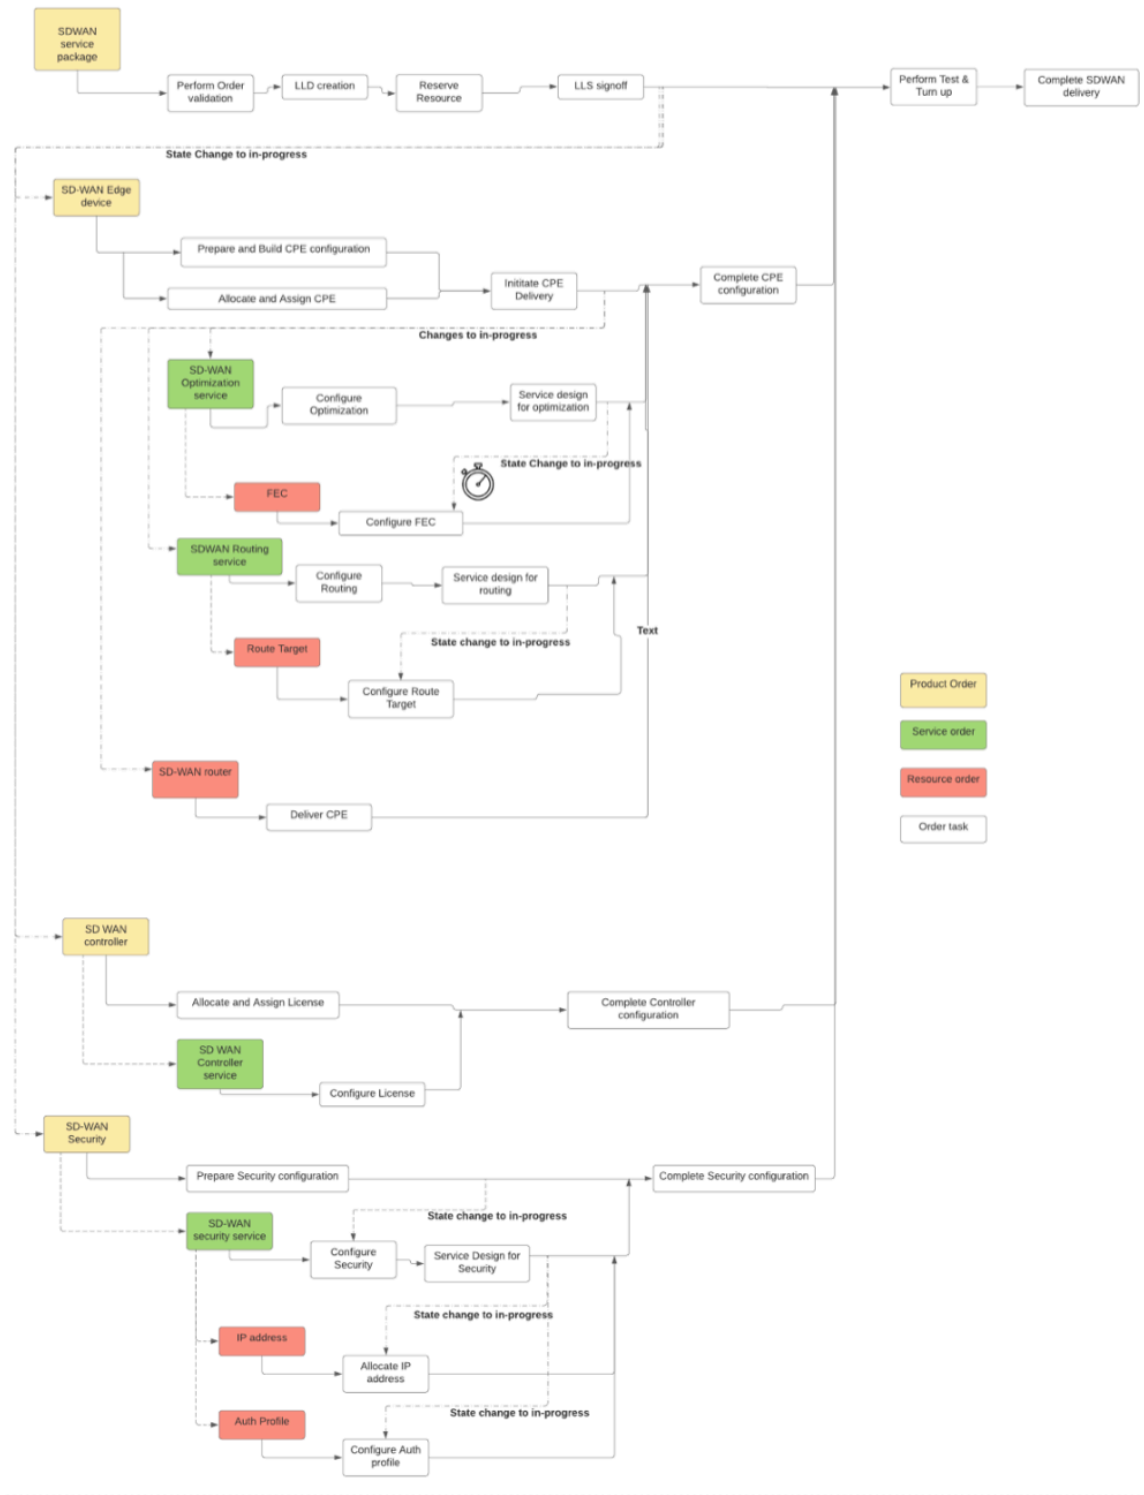 SDWAN
service
package
Perform Order
validation
LLD creation
Reserve
Resource
LLS signoff
Perform Test &
Turn up
Complete SDWAN
delivery
State Change to in-progress
SD-WAN Edge
device
Prepare and Build CPE configuration
Allocate and Assign CPE
Inititate CPE
Delivery
Complete CPE
configuration
Changes to in-progress
SD-WAN
Optimization
service
Configure
Optimization
Service design
for optimization
State Change to in-progress
FEC
Configure FEC
SDWAN Routing
service
Configure
Routing
Service design for
routing
Text
State change to in-progress
Route Target
Configure Route
Target
Product Order
Service order
Resource order
Order task
SD-WAN router
Deliver CPE
SD WAN
controller
Allocate and Assign License
Complete Controller
configuration
SD WAN
Controller
service
Configure License
SD-WAN
Security
Prepare Security configuration
Complete Security configuration
State change to in-progress
SD-WAN
security service
Configure
Security
Service Design for
Security
State change to in-progress
IP address
Allocate IP
address
State change to in-progress
Auth Profile
Configure Auth
profile